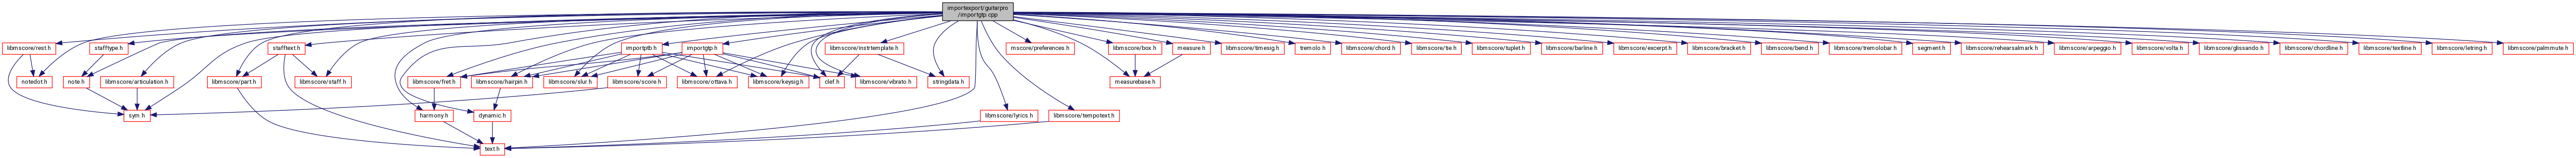 importexport/guitarpro
/importgtp.cpp
libmscore/rest.h
stafftype.h
stafftext.h
importptb.h
importgtp.h
libmscore/instrtemplate.h
mscore/preferences.h
libmscore/box.h
measure.h
libmscore/timesig.h
tremolo.h
libmscore/chord.h
libmscore/tie.h
libmscore/tuplet.h
libmscore/barline.h
libmscore/excerpt.h
libmscore/bracket.h
libmscore/bend.h
libmscore/tremolobar.h
segment.h
libmscore/rehearsalmark.h
libmscore/arpeggio.h
libmscore/volta.h
libmscore/glissando.h
libmscore/chordline.h
libmscore/textline.h
libmscore/letring.h
libmscore/palmmute.h
notedot.h
note.h
libmscore/articulation.h
libmscore/part.h
libmscore/staff.h
libmscore/fret.h
libmscore/hairpin.h
libmscore/slur.h
libmscore/score.h
libmscore/ottava.h
libmscore/keysig.h
clef.h
libmscore/vibrato.h
stringdata.h
measurebase.h
sym.h
harmony.h
dynamic.h
libmscore/lyrics.h
libmscore/tempotext.h
text.h